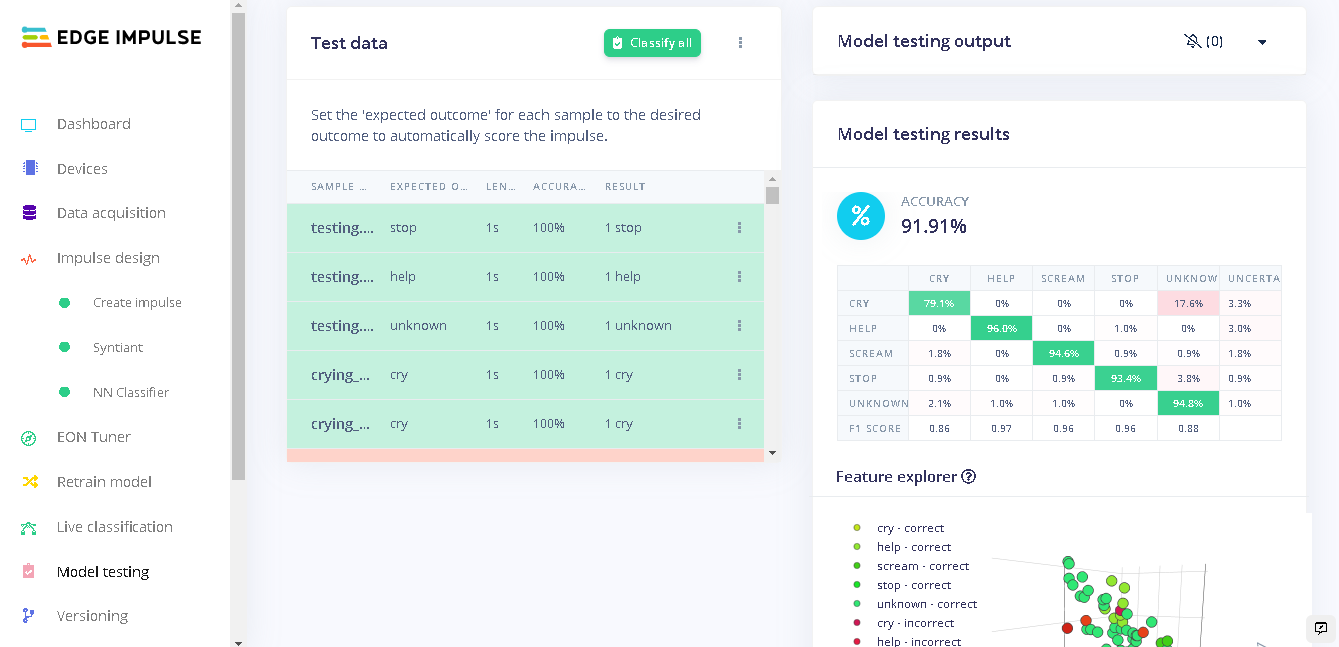 EDGE IMPULSE
Dashboard
Devices
Data acquisition
Impulse design
Create impulse
Syntiant
NN Classifier
EON Tuner
Retrain model
Live classification
Model testing
Versioning
Test data
Classify all
Set the 'expected outcome' for each sample to the desired
outcome to automatically score the impulse.
SAMPLE ... EXPECTED O... LEN... ACCURA... RESULT
testing.... stop 1s 100% 1 stop
testing.... help 1s 100% 1 help
testing.... unknown 1s 100% 1 unknown
crying_... cry 1s 100% 1 cry
crying_... cry 1s 100% 1 cry
Model testing output (0)
Model testing results
%
ACCURACY
91.91%
CRY HELP SCREAM STOP UNKNOW UNCERTA
CRY 79.1% 0% 0% 0% 17.6% 3.3%
HELP 0% 96.0% 0% 1.0% 0% 3.0%
SCREAM 1.8% 0% 94.6% 0.9% 0.9% 1.8%
STOP 0.9% 0% 0.9% 93.4% 3.8% 0.9%
UNKNOWN 2.1% 1.0% 1.0% 0% 94.8% 1.0%
F1 SCORE 0.86 0.97 0.96 0.96 0.88
Feature explorer ?
cry - correct
help - correct
scream - correct
stop - correct
unknown - correct
cry - incorrect
help - incorrect